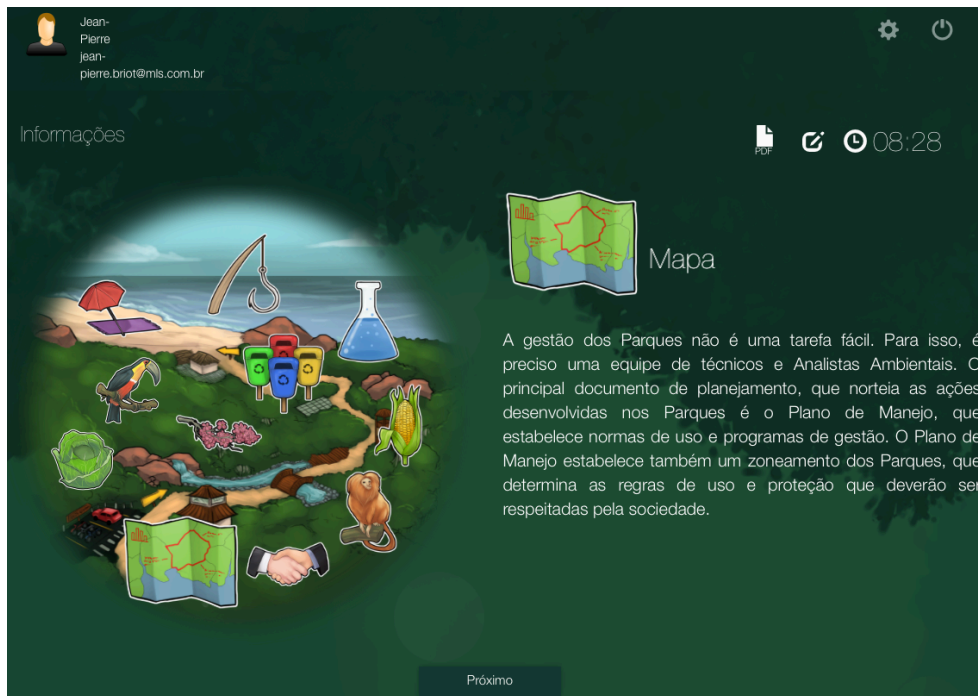 Jean-
Pierre
jean-
pierre.briot@mls.com.br
Informações
PDF
08:28
Mapa
A gestão dos Parques não é uma tarefa fácil. Para isso, é
preciso uma equipe de técnicos e Analistas Ambientais. O
principal documento de planejamento, que norteia as ações
desenvolvidas nos Parques é o Plano de Manejo, que
estabelece normas de uso e programas de gestão. O Plano de
Manejo estabelece também um zoneamento dos Parques, que
determina as regras de uso e proteção que deverão ser
respeitadas pela sociedade.
Próximo